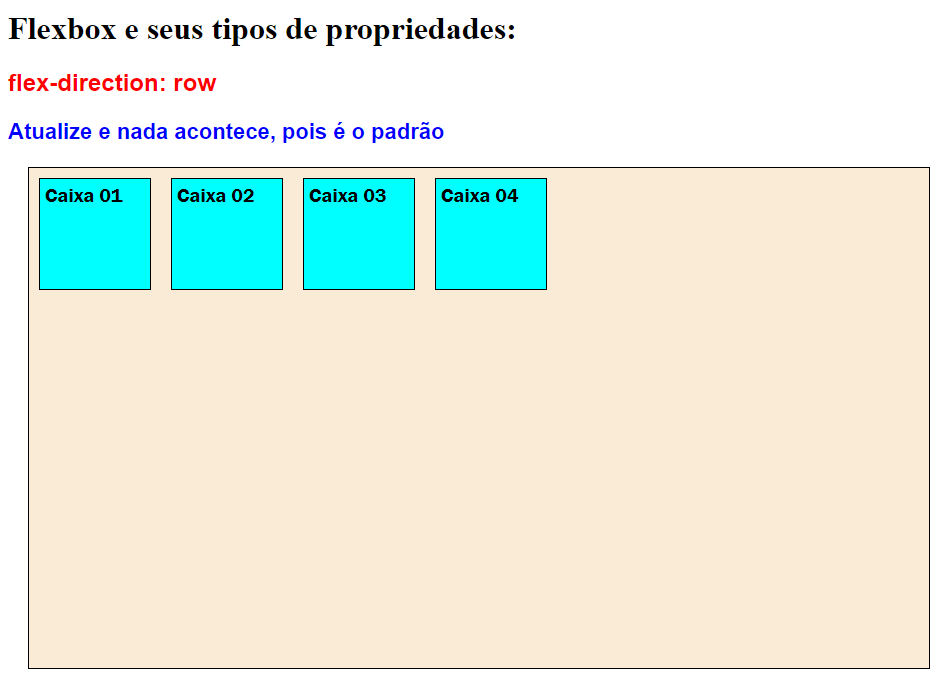 Flexbox e seus tipos de propriedades:
flex-direction: row
Atualize e nada acontece, pois é o padrão
Caixa 01 Caixa 02 Caixa 03 Caixa 04